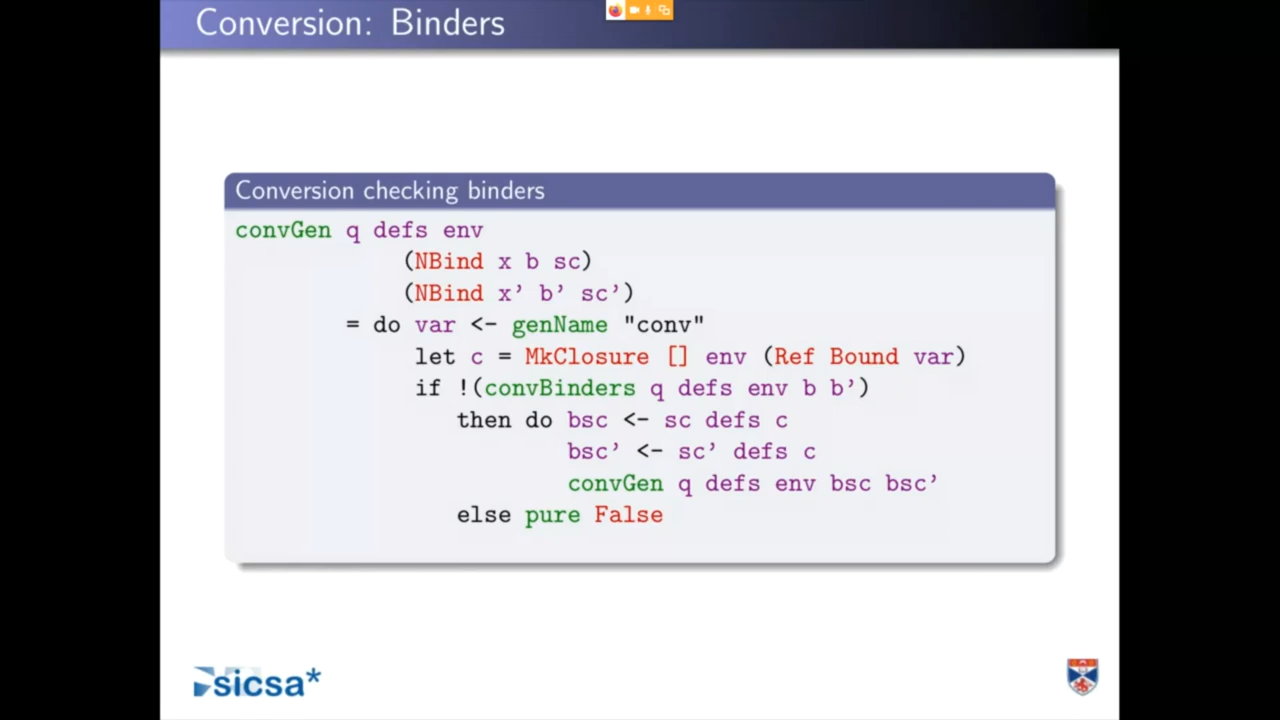 Conversion: Binders
Conversion checking binders
convGen q defs env
(NBind x b sc)
(NBind x’ b’ sc’)
= do var <- genName "conv"
let c = MkClosure [] env (Ref Bound var)
if !(convBinders q defs env b b’)
then do bsc <- sc defs c
bsc’ <- sc’ defs c
convGen q defs env bsc bsc’
else pure False
sicsa*